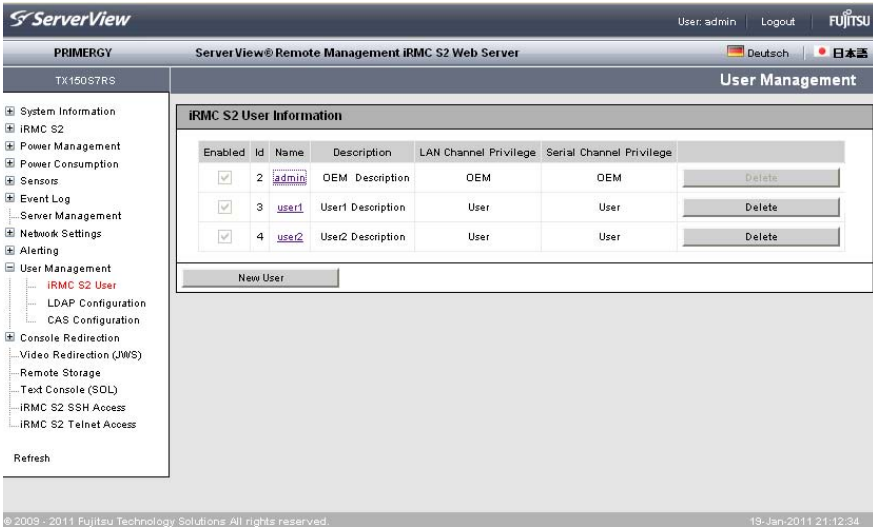 ServerView
User: admin Logout FUJITSU
PRIMERGY ServerView® Remote Management iRMC S2 Web Server Deutsch 日本語
TX150S7RS User Management
System Information
iRMC S2
Power Management
Power Consumption
Sensors
Event Log
Server Management
Network Settings
Alerting
User Management
iRMC S2 User
LDAP Configuration
CAS Configuration
Console Redirection
Video Redirection (JWS)
Remote Storage
Text Console (SOL)
iRMC S2 SSH Access
iRMC S2 Telnet Access
Refresh
iRMC S2 User Information
Enabled Id Name Description LAN Channel Privilege Serial Channel Privilege
2 admin OEM Description OEM OEM Delete
3 user1 User1 Description User User Delete
4 user2 User2 Description User User Delete
New User
© 2009 - 2011 Fujitsu Technology Solutions All rights reserved. 19-Jan-2011 21:12:34